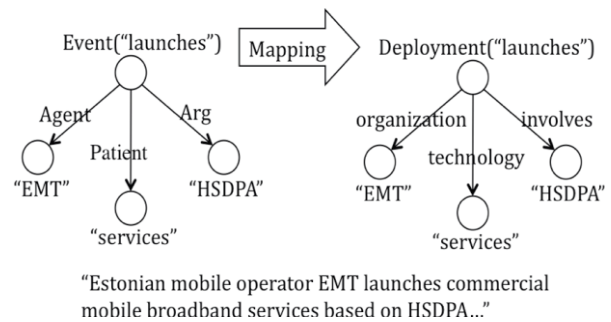 Event("launches")
Mapping
Deployment("launches")
Agent
Arg
Patient
"EMT"
"HSDPA"
"services"
organization
involves
technology
"EMT"
"HSDPA"
"services"
"Estonian mobile operator EMT launches commercial
mobile broadband services based on HSDPA..."